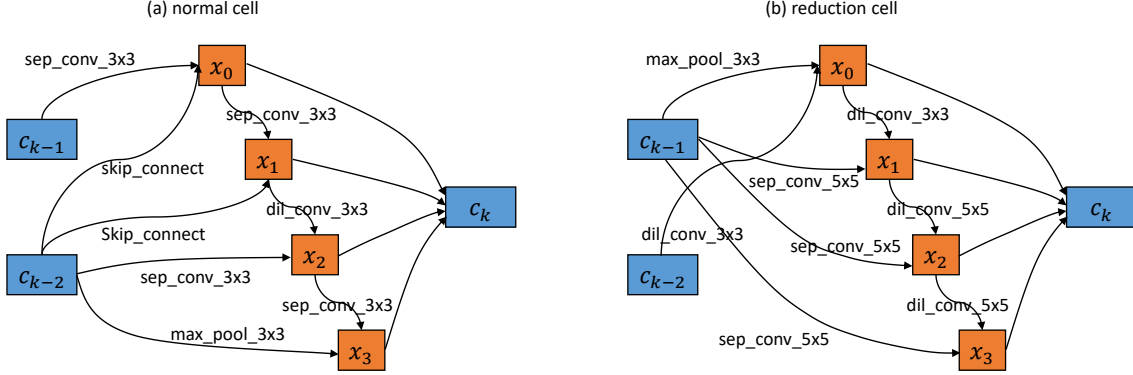 (a) normal cell
sep_conv_3x3
x₀
sep_conv_3x3
cₖ₋₁
x₁
skip_connect
dil_conv_3x3
cₖ
Skip_connect
x₂
cₖ₋₂
sep_conv_3x3
sep_conv_3x3
max_pool_3x3
x₃
(b) reduction cell
max_pool_3x3
x₀
dil_conv_3x3
cₖ₋₁
x₁
sep_conv_5x5
dil_conv_5x5
cₖ
dil_conv_3x3
sep_conv_5x5
x₂
cₖ₋₂
dil_conv_5x5
sep_conv_5x5
x₃